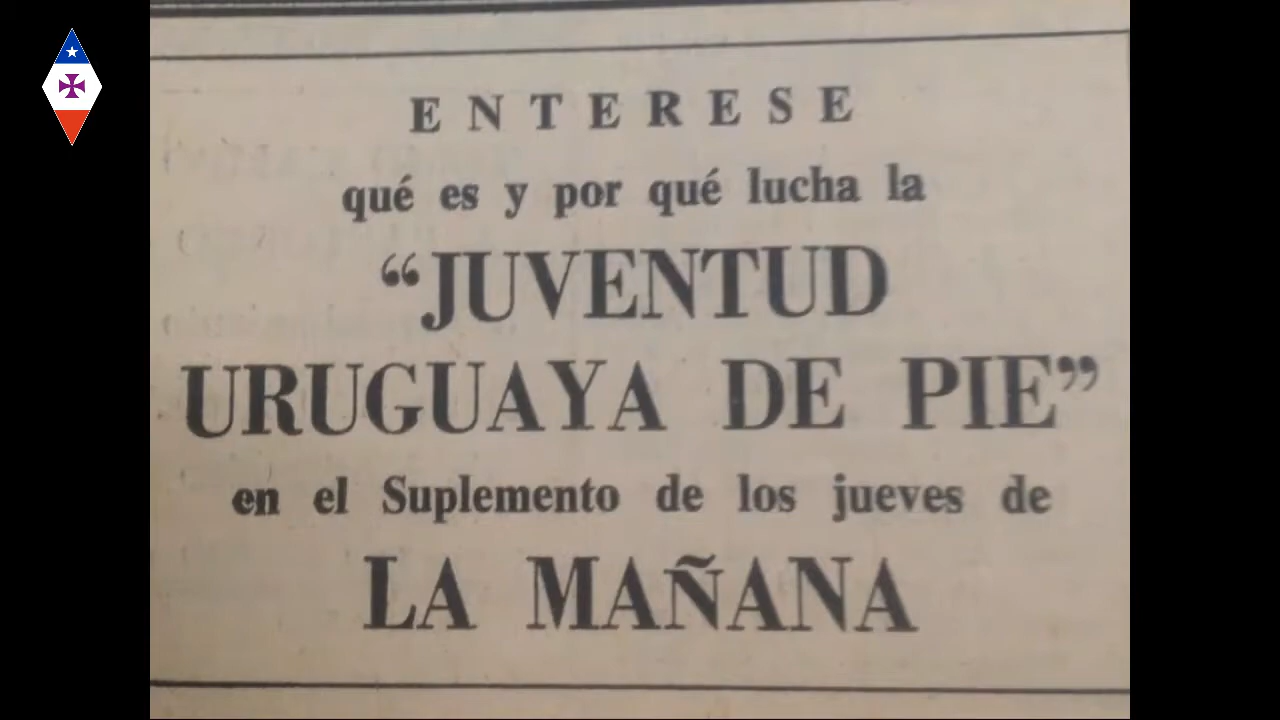 ENTERESE
qué es y por qué lucha la
“JUVENTUD
URUGUAYA DE PIE”
en el Suplemento de los jueves de
LA MAÑANA